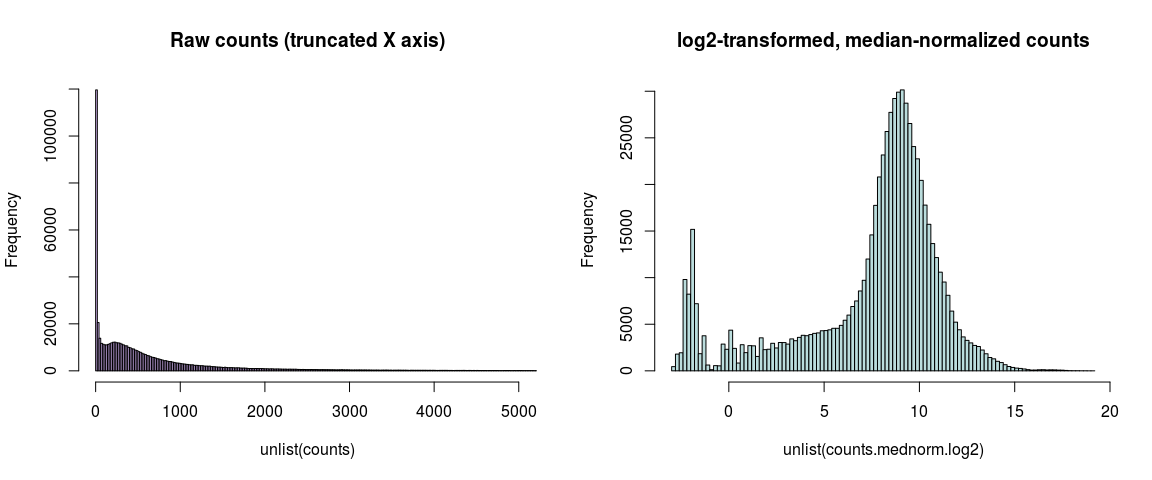 Raw counts (truncated X axis)
Frequency
0
20000
60000
100000
0 1000 2000 3000 4000 5000
unlist(counts)
log2-transformed, median-normalized counts
Frequency
0
5000
15000
25000
0 5 10 15 20
unlist(counts.mednorm.log2)